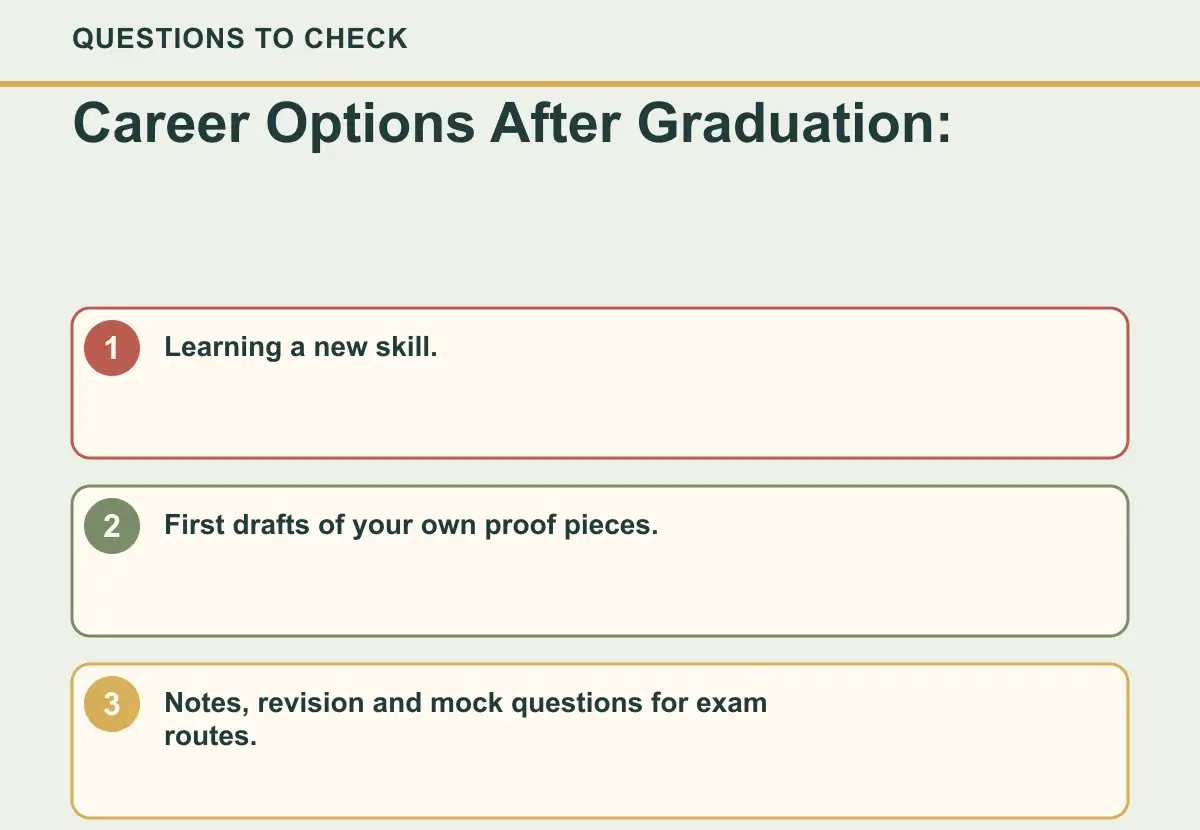 QUESTIONS TO CHECK
Career Options After Graduation:
1
Learning a new skill.
2
First drafts of your own proof pieces.
3
Notes, revision and mock questions for exam
routes.